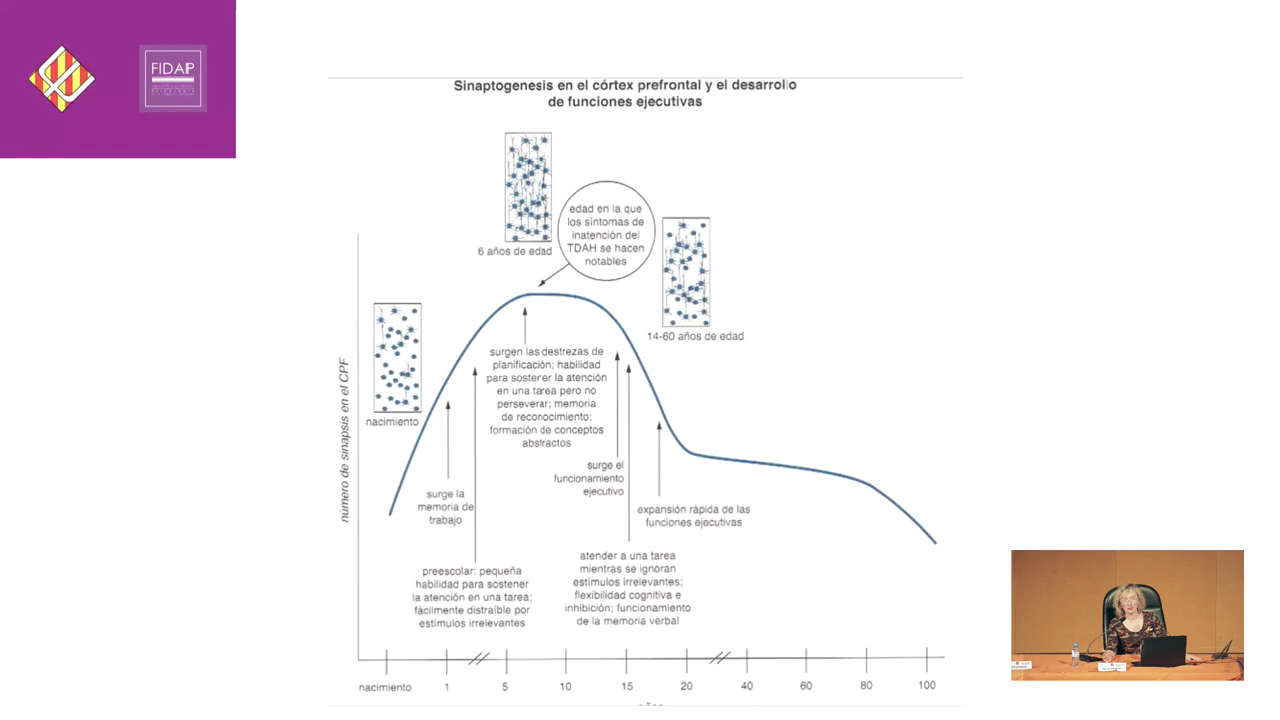 FIDAP
Sinaptogenesis en el córtex prefrontal y el desarrollo
de funciones ejecutivas
6 años de edad
edad en la que
los síntomas de
inatención del
TDAH se hacen
notables
14-60 años de edad
nacimiento
número de sinapsis en el CPF
surgen las destrezas de
planificación; habilidad
para sostener la atención
en una tarea pero no
perseverar; memoria
de reconocimiento;
formación de conceptos
abstractos
surge la
memoria de
trabajo
surge el
funcionamiento
ejecutivo
expansión rápida de las
funciones ejecutivas
preescolar: pequeña
habilidad para sostener
la atención en una tarea;
fácilmente distraíble por
estímulos irrelevantes
atender a una tarea
mientras se ignoran
estímulos irrelevantes;
flexibilidad cognitiva e
inhibición; funcionamiento
de la memoria verbal
nacimiento 1 5 10 15 20 40 60 80 100